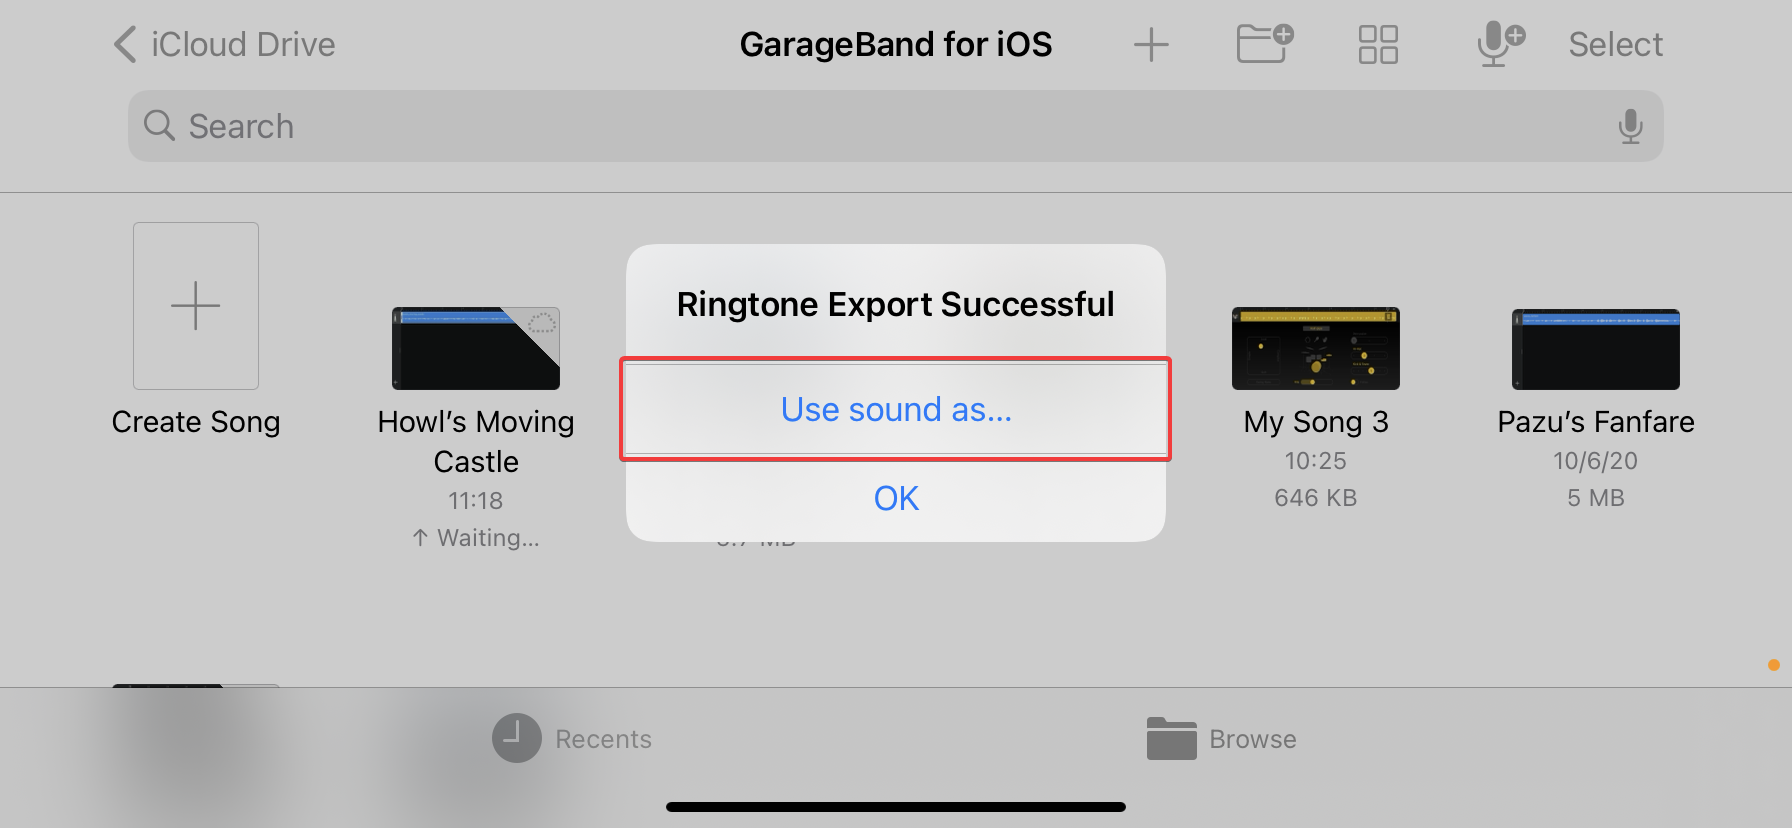 iCloud Drive
GarageBand for iOS
Select
Search
Ringtone Export Successful
Use sound as...
OK
Create Song
Howl's Moving
Castle
11:18
↑ Waiting...
My Song 3
10:25
646 KB
Pazu's Fanfare
10/6/20
5 MB
Recents
Browse